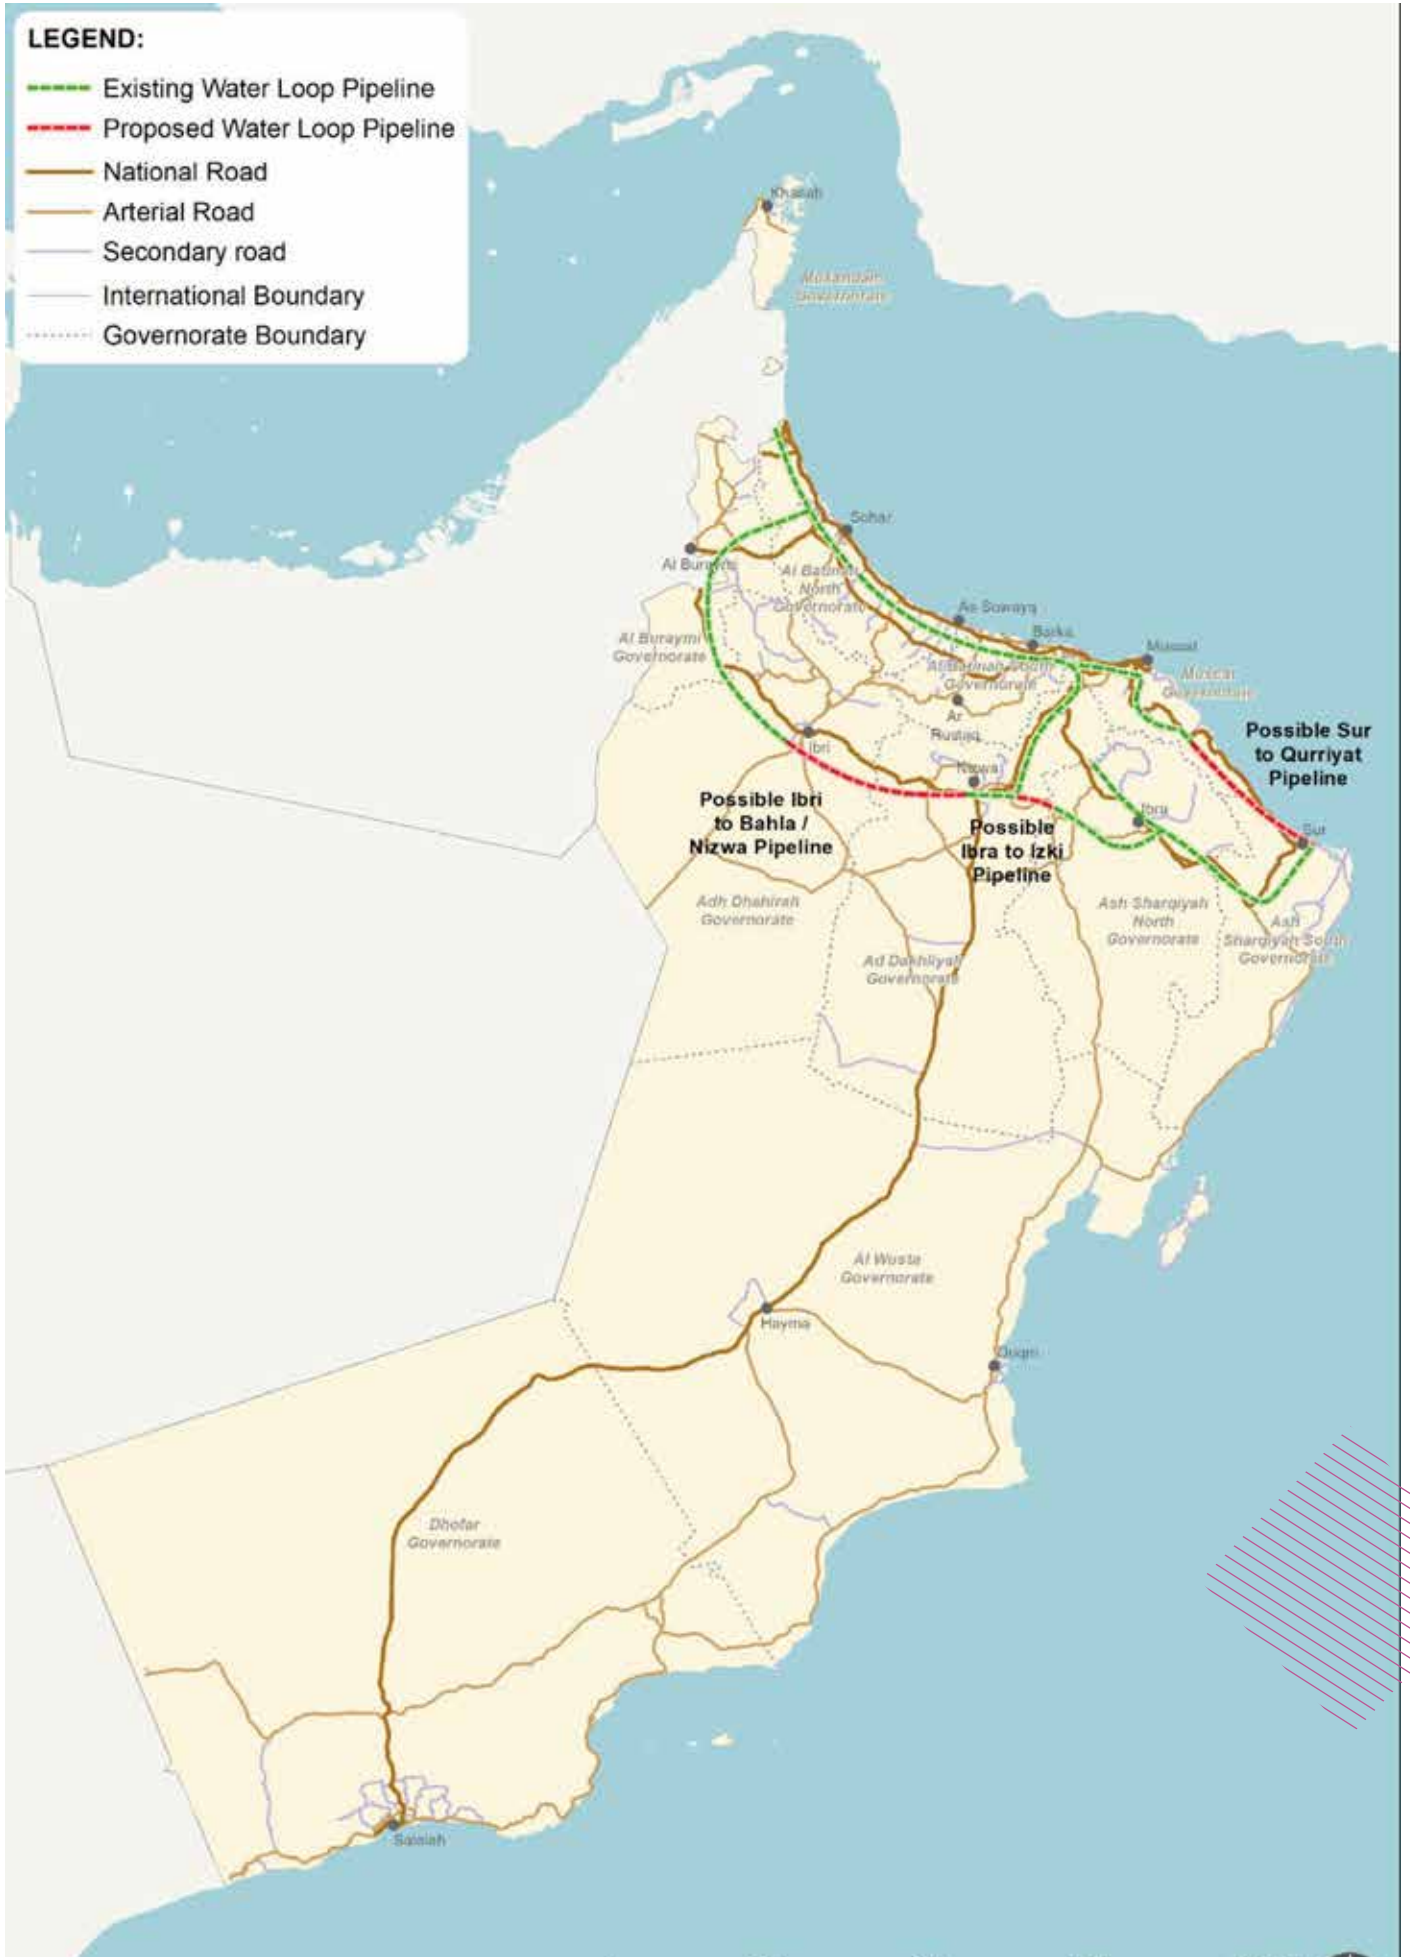 LEGEND:
Existing Water Loop Pipeline
Proposed Water Loop Pipeline
National Road
Arterial Road
Secondary road
International Boundary
Governorate Boundary
Khasab
Musandam
Governorate
Sohar
Al Buraymi
Al Batinah
North
Governorate
As Suwayq
Barka
Muscat
Al Buraymi
Governorate
Al Batinah South
Governorate
Muscat
Governorate
Ar
Rustaq
Possible Sur
to Qurriyat
Pipeline
Ibri
Nizwa
Possible Ibri
to Bahla /
Nizwa Pipeline
Ibra
Possible
Ibra to Izki
Pipeline
Sur
Adh Dhahirah
Governorate
Ash Sharqiyah
North
Governorate
Ash
Sharqiyah South
Governorate
Ad Dakhliyah
Governorate
Al Wusta
Governorate
Hayma
Duqm
Dhofar
Governorate
Salalah